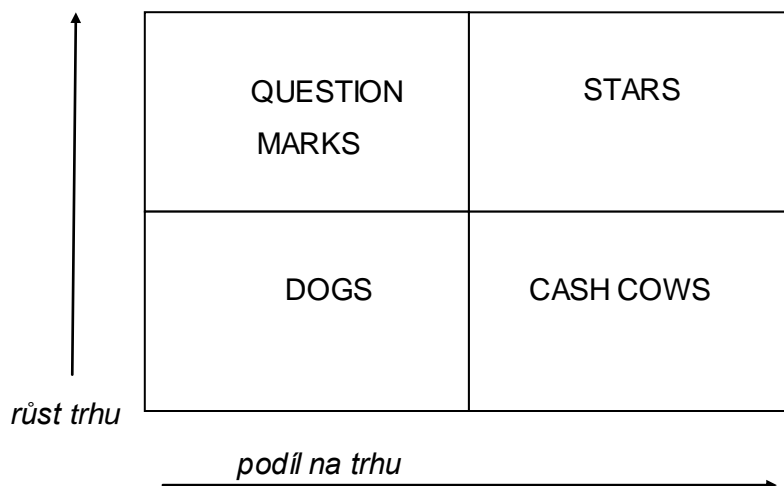 QUESTION
MARKS
STARS
DOGS
CASH COWS
růst trhu
podíl na trhu